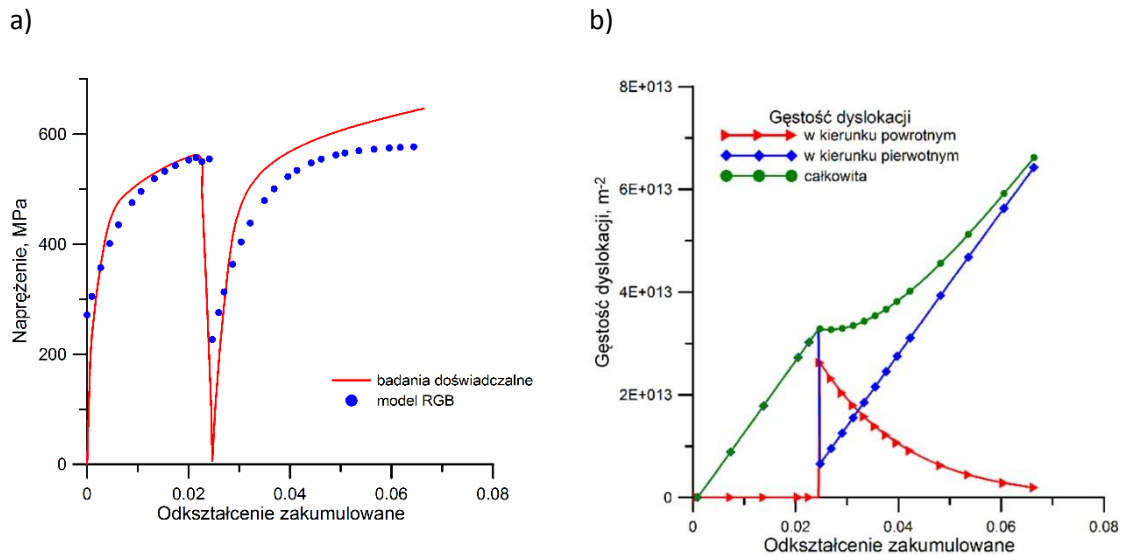 a)
Naprężenie, MPa
600
400
200
0
0
0.02
0.04
0.06
0.08
Odkształcenie zakumulowane
badania doświadczalne
model RGB
b)
Gęstość dyslokacji, m-2
8E+013
6E+013
4E+013
2E+013
0
0
0.02
0.04
0.06
0.08
Odkształcenie zakumulowane
Gęstość dyslokacji
w kierunku powrotnym
w kierunku pierwotnym
całkowita